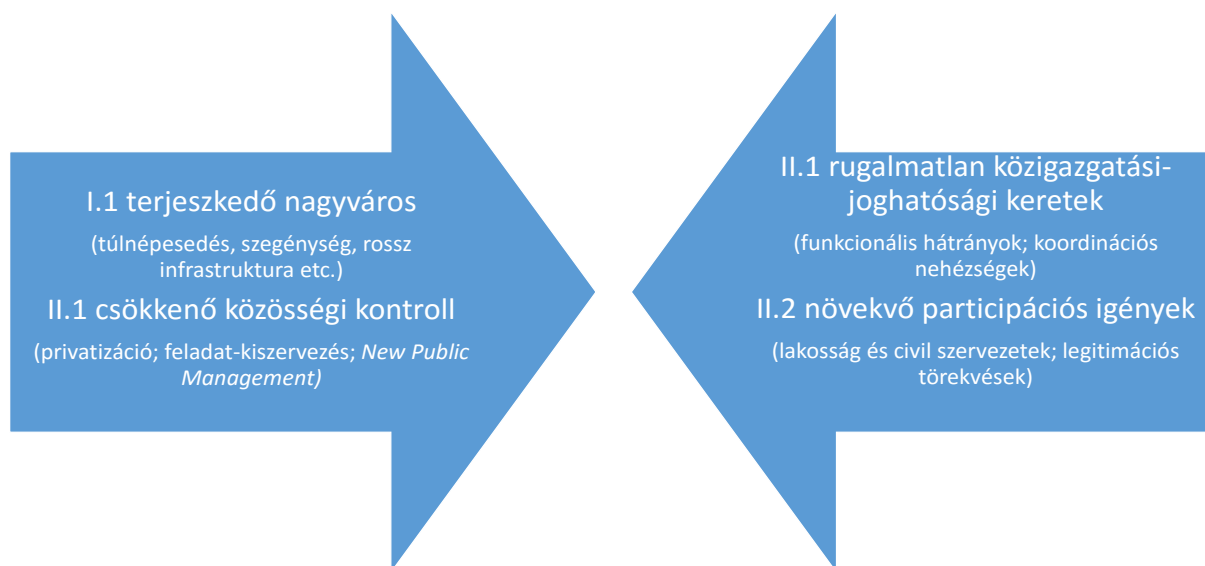 I.1 terjeszkedő nagyváros
(túlnépesedés, szegénység, rossz
infrastruktura etc.)
II.1 csökkenő közösségi kontroll
(privatizáció; feladat-kiszervezés; New Public
Management)
II.1 rugalmatlan közigazgatási-
joghatósági keretek
(funkcionális hátrányok; koordinációs
nehézségek)
II.2 növekvő participációs igények
(lakosság és civil szervezetek; legitimációs
törekvések)